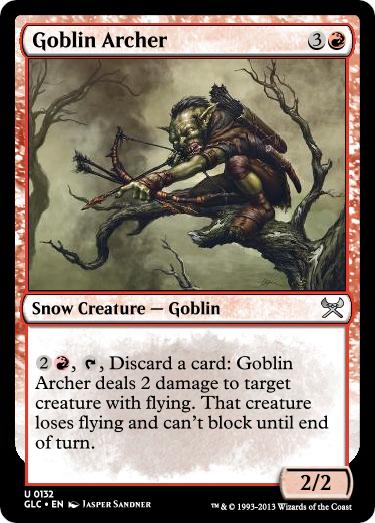 Goblin Archer 3
Snow Creature — Goblin
2 , , Discard a card: Goblin
Archer deals 2 damage to target
creature with flying. That creature
loses flying and can't block until end
of turn.
2/2
U 0132
GLC • EN Jasper Sandner
™ & © 1993-2013 Wizards of the Coast